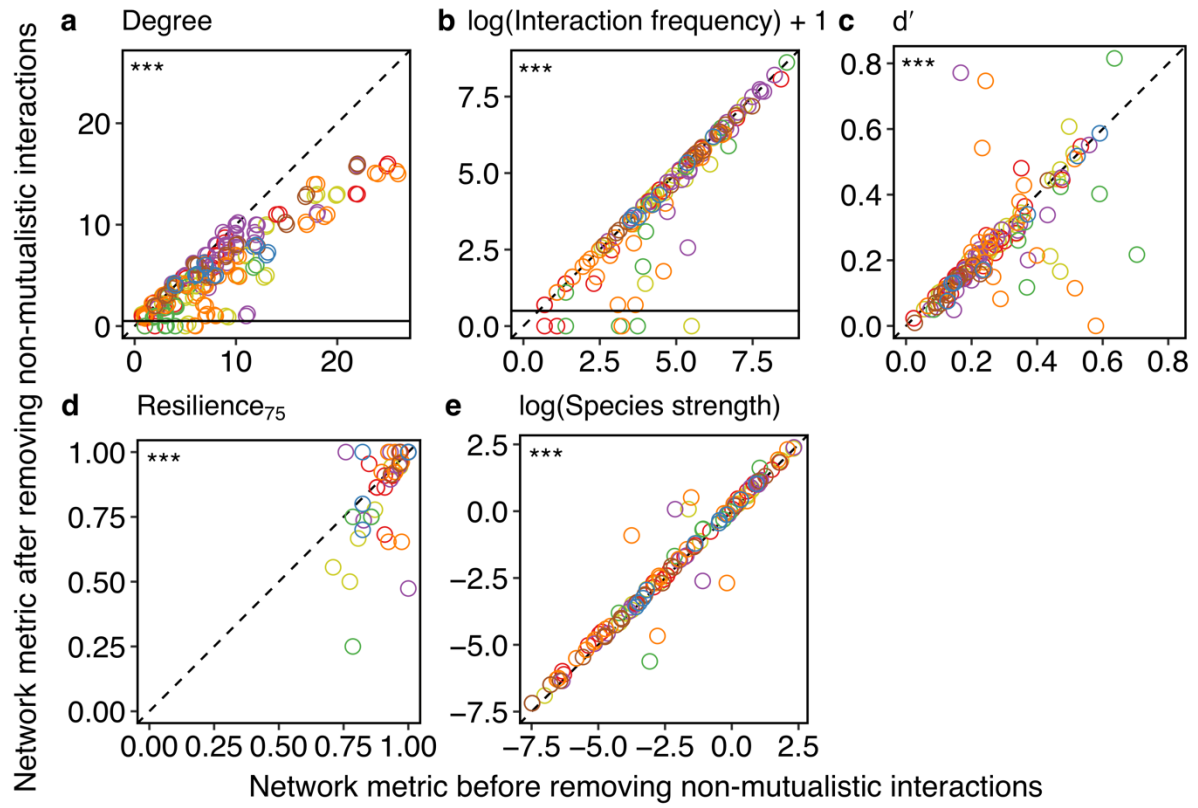 Network metric after removing non-mutualistic interactions
a Degree
***
20
10
0
0 10 20
b log(Interaction frequency) + 1
***
7.5
5.0
2.5
0.0
0.0 2.5 5.0 7.5
c d′
***
0.8
0.6
0.4
0.2
0.0
0.0 0.2 0.4 0.6 0.8
d Resilience₇₅
***
1.00
0.75
0.50
0.25
0.00
0.00 0.25 0.50 0.75 1.00
e log(Species strength)
***
2.5
0.0
−2.5
−5.0
−7.5
−7.5 −5.0 −2.5 0.0 2.5
Network metric before removing non-mutualistic interactions